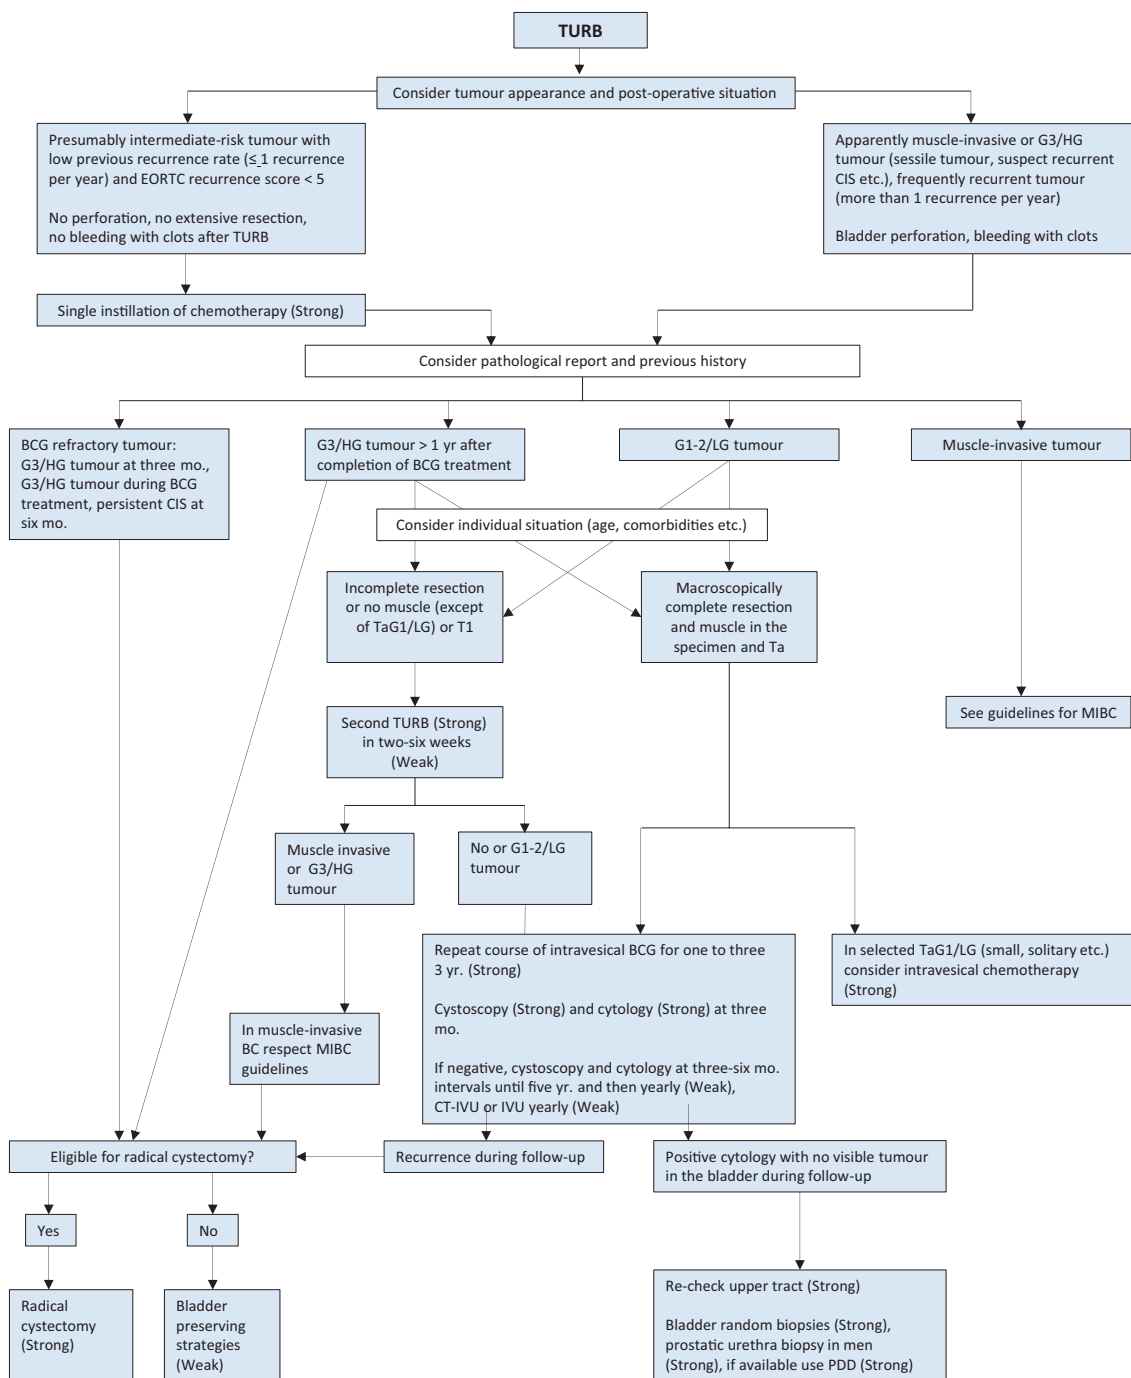 TURB
Consider tumour appearance and post-operative situation
Presumably intermediate-risk tumour with
low previous recurrence rate (≤ 1 recurrence
per year) and EORTC recurrence score < 5
No perforation, no extensive resection,
no bleeding with clots after TURB
Apparently muscle-invasive or G3/HG
tumour (sessile tumour, suspect recurrent
CIS etc.), frequently recurrent tumour
(more than 1 recurrence per year)
Bladder perforation, bleeding with clots
Single instillation of chemotherapy (Strong)
Consider pathological report and previous history
BCG refractory tumour:
G3/HG tumour at three mo.,
G3/HG tumour during BCG
treatment, persistent CIS at
six mo.
G3/HG tumour > 1 yr after
completion of BCG treatment
G1-2/LG tumour
Muscle-invasive tumour
Consider individual situation (age, comorbidities etc.)
Incomplete resection
or no muscle (except
of TaG1/LG) or T1
Macroscopically
complete resection
and muscle in the
specimen and Ta
Second TURB (Strong)
in two-six weeks
(Weak)
See guidelines for MIBC
Muscle invasive
or G3/HG
tumour
No or G1-2/LG
tumour
Repeat course of intravesical BCG for one to three
3 yr. (Strong)
Cystoscopy (Strong) and cytology (Strong) at three
mo.
If negative, cystoscopy and cytology at three-six mo.
intervals until five yr. and then yearly (Weak),
CT-IVU or IVU yearly (Weak)
In selected TaG1/LG (small, solitary etc.)
consider intravesical chemotherapy
(Strong)
In muscle-invasive
BC respect MIBC
guidelines
Eligible for radical cystectomy?
Recurrence during follow-up
Positive cytology with no visible tumour
in the bladder during follow-up
Yes
No
Radical
cystectomy
(Strong)
Bladder
preserving
strategies
(Weak)
Re-check upper tract (Strong)
Bladder random biopsies (Strong),
prostatic urethra biopsy in men
(Strong), if available use PDD (Strong)